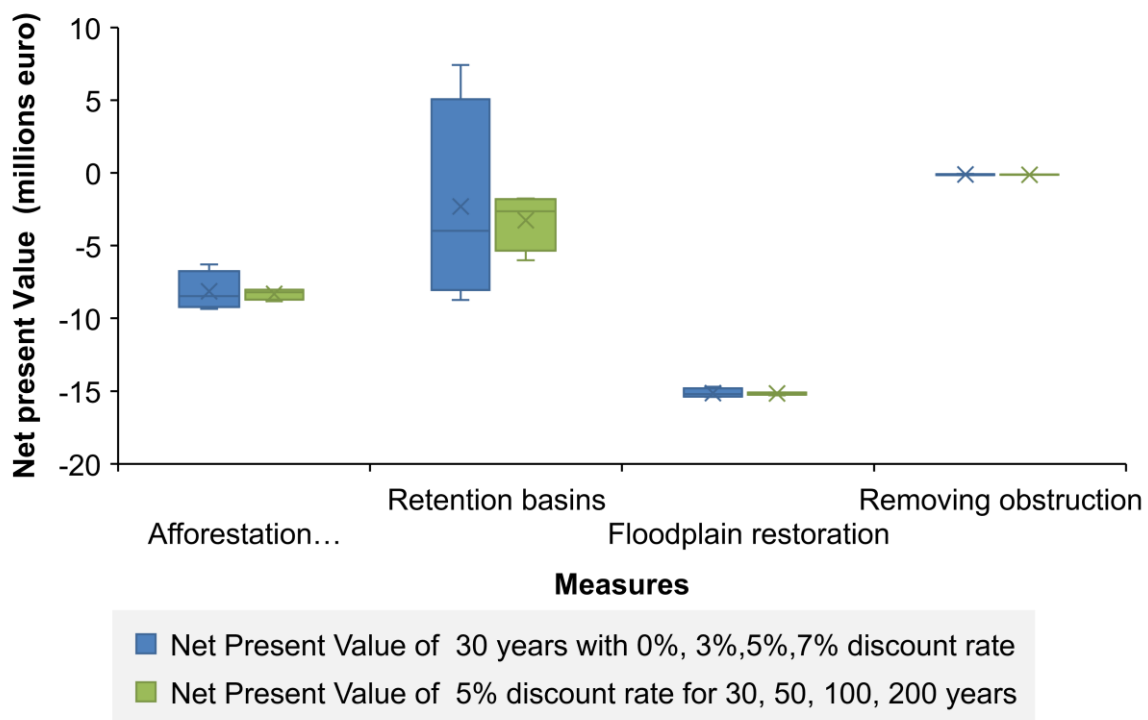 Net present Value (millions euro)
10
5
0
-5
-10
-15
-20
Retention basins
Removing obstruction
Afforestation…
Floodplain restoration
Measures
Net Present Value of 30 years with 0%, 3%,5%,7% discount rate
Net Present Value of 5% discount rate for 30, 50, 100, 200 years